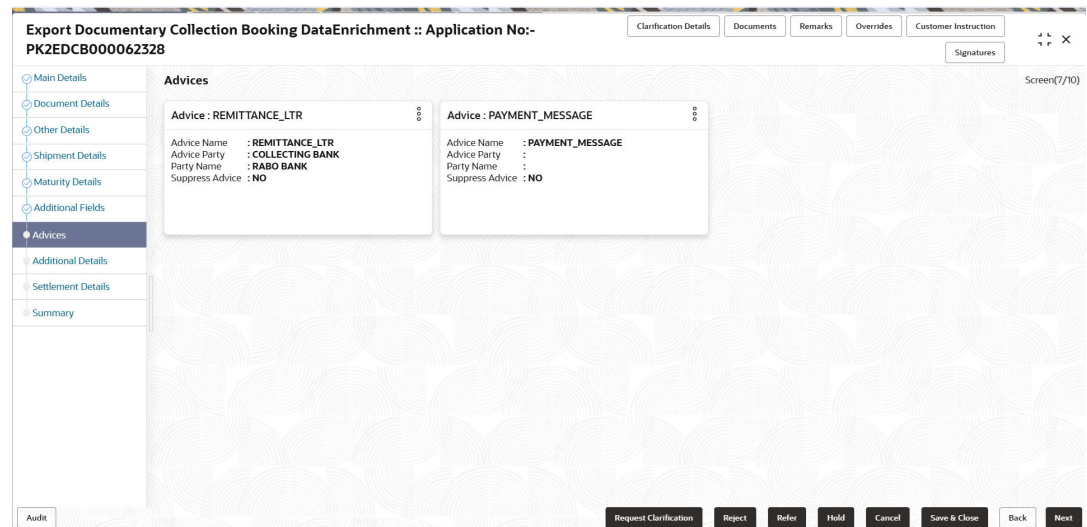 Export Documentary Collection Booking DataEnrichment :: Application No:-
PK2EDCB000062328
Clarification Details
Documents
Remarks
Overrides
Customer Instruction
Signatures
Main Details
Document Details
Other Details
Shipment Details
Maturity Details
Additional Fields
Advices
Additional Details
Settlement Details
Summary
Advices
Screen(7/10)
Advice : REMITTANCE_LTR
Advice Name : REMITTANCE_LTR
Advice Party : COLLECTING BANK
Party Name : RABO BANK
Suppress Advice : NO
Advice : PAYMENT_MESSAGE
Advice Name : PAYMENT_MESSAGE
Advice Party :
Party Name :
Suppress Advice : NO
Audit
Request Clarification
Reject
Refer
Hold
Cancel
Save & Close
Back
Next